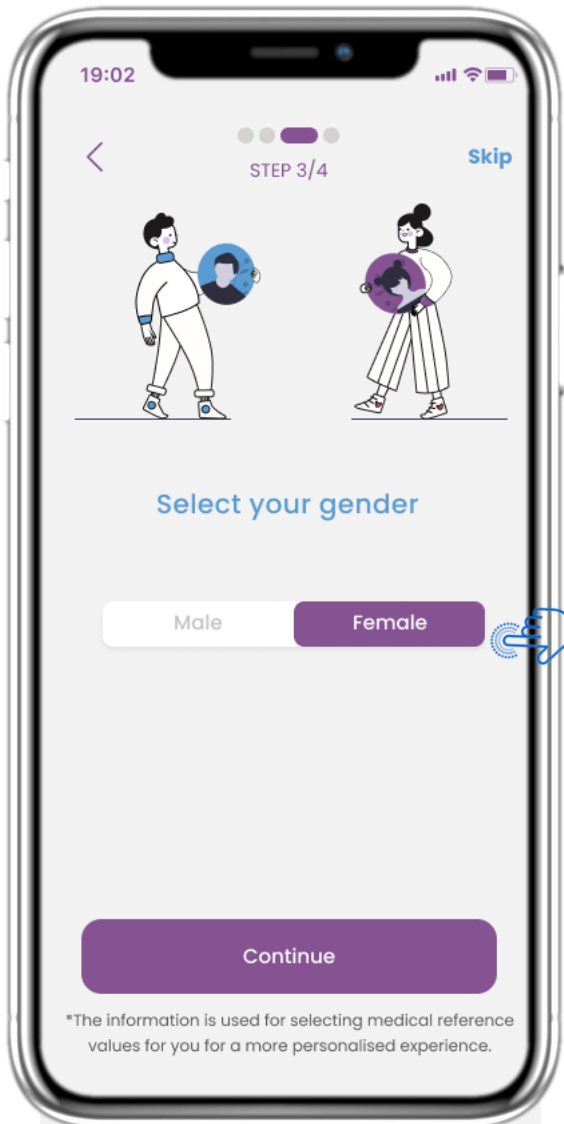 19:02
STEP 3/4
Skip
Select your gender
Male
Female
Continue
*The information is used for selecting medical reference
values for you for a more personalised experience.